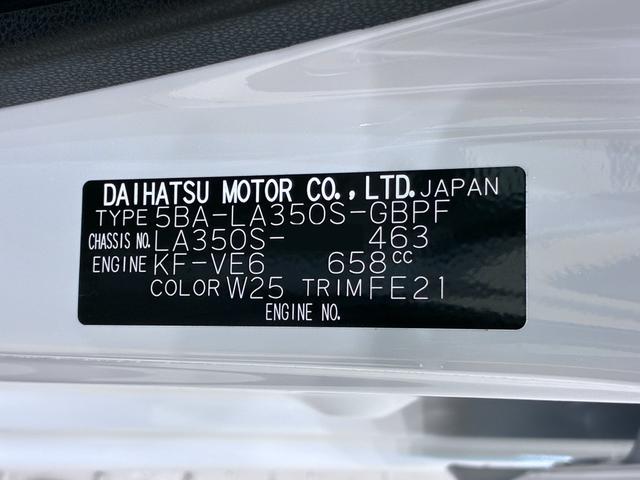 DAIHATSU MOTOR CO., LTD. JAPAN
TYPE 5BA-LA350S-GBPF
CHASSIS NO. LA350S- 463
ENGINE KF-VE6 658cc
COLOR W25 TRIM FE21
ENGINE NO.